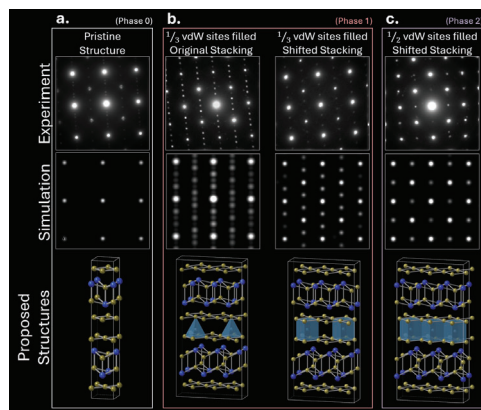 a. (Phase 0)
Pristine
Structure
b.
1/3 vdW sites filled
Original Stacking
(Phase 1)
1/3 vdW sites filled
Shifted Stacking
c. (Phase 2)
1/2 vdW sites filled
Shifted Stacking
Experiment
Simulation
Proposed
Structures